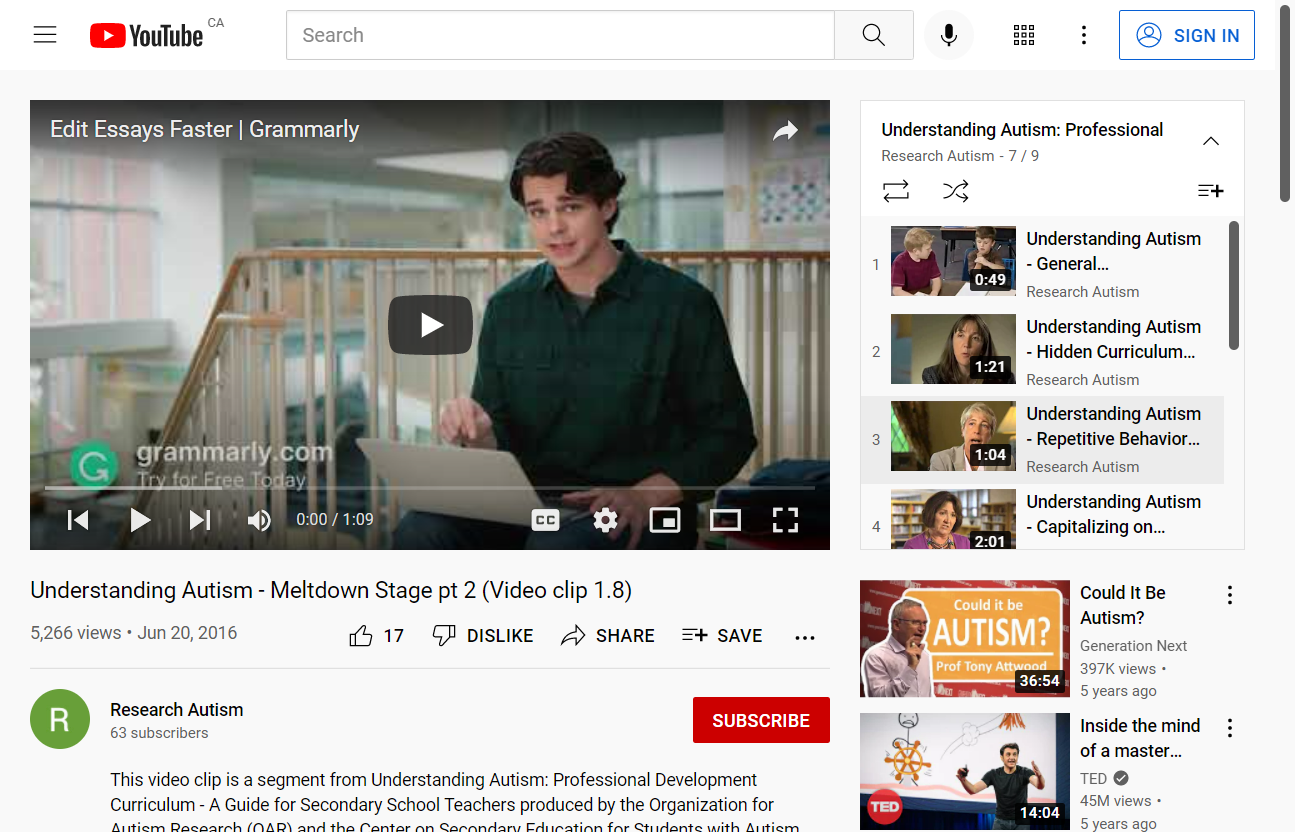 YouTube CA
Search
SIGN IN
Edit Essays Faster | Grammarly
grammarly.com
Try for Free Today
0:00 / 1:09
CC
Understanding Autism - Meltdown Stage pt 2 (Video clip 1.8)
5,266 views • Jun 20, 2016
17
DISLIKE
SHARE
SAVE
R
Research Autism
63 subscribers
SUBSCRIBE
This video clip is a segment from Understanding Autism: Professional Development
Curriculum - A Guide for Secondary School Teachers produced by the Organization for
Autism Research (OAR) and the Center on Secondary Education for Students with Autism
Understanding Autism: Professional
Research Autism - 7 / 9
1
0:49
Understanding Autism
- General...
Research Autism
2
1:21
Understanding Autism
- Hidden Curriculum...
Research Autism
3
1:04
Understanding Autism
- Repetitive Behavior...
Research Autism
4
2:01
Understanding Autism
- Capitalizing on...
Could it be
AUTISM?
Prof Tony Attwood
36:54
Could It Be
Autism?
Generation Next
397K views •
5 years ago
TED
14:04
Inside the mind
of a master...
TED
45M views •
5 years ago